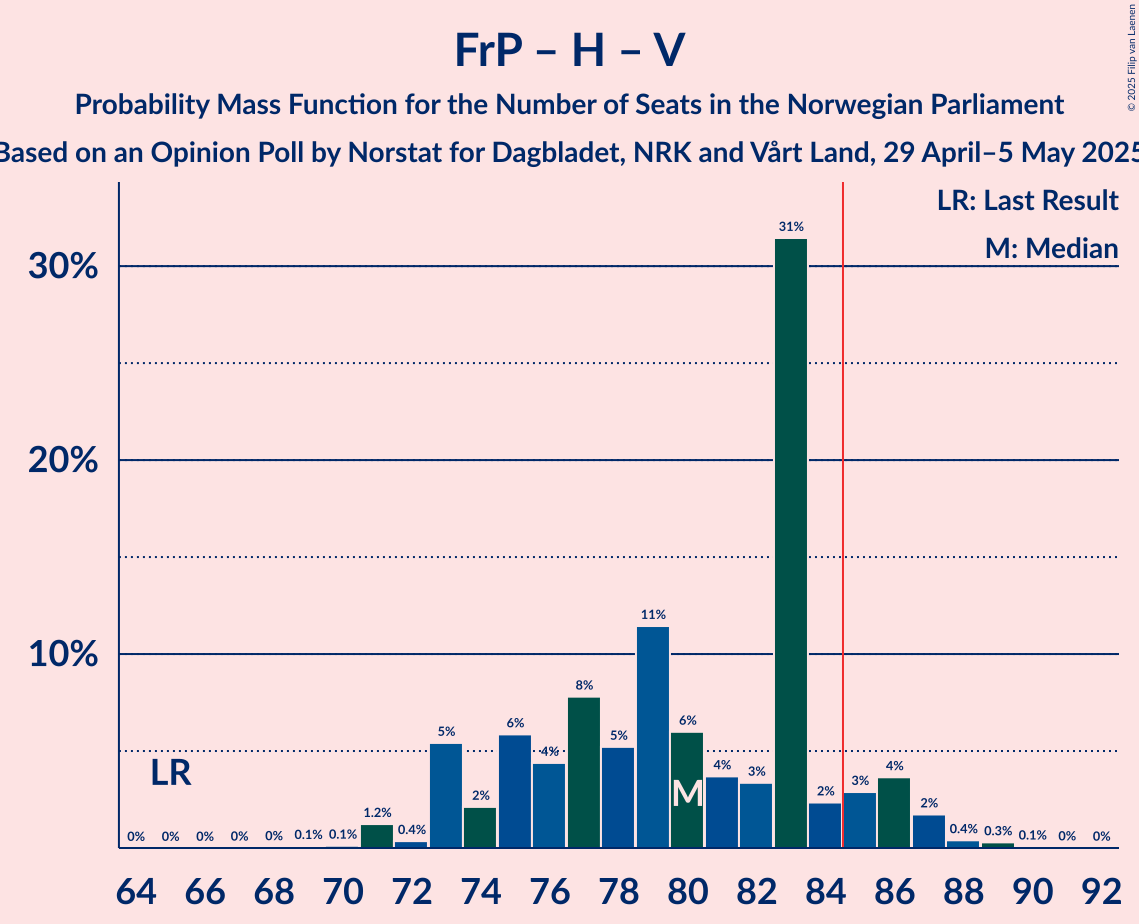 FrP – H – V
Probability Mass Function for the Number of Seats in the Norwegian Parliament
Based on an Opinion Poll by Norstat for Dagbladet, NRK and Vårt Land, 29 April–5 May 2025
© 2025 Filip van Laenen
LR: Last Result
M: Median
30%
20%
10%
LR
M
0% 0% 0% 0% 0% 0.1% 0.1% 1.2% 0.4% 5% 2% 6% 4% 8% 5% 11% 6% 4% 3% 31% 2% 3% 4% 2% 0.4% 0.3% 0.1% 0% 0%
64 66 68 70 72 74 76 78 80 82 84 86 88 90 92